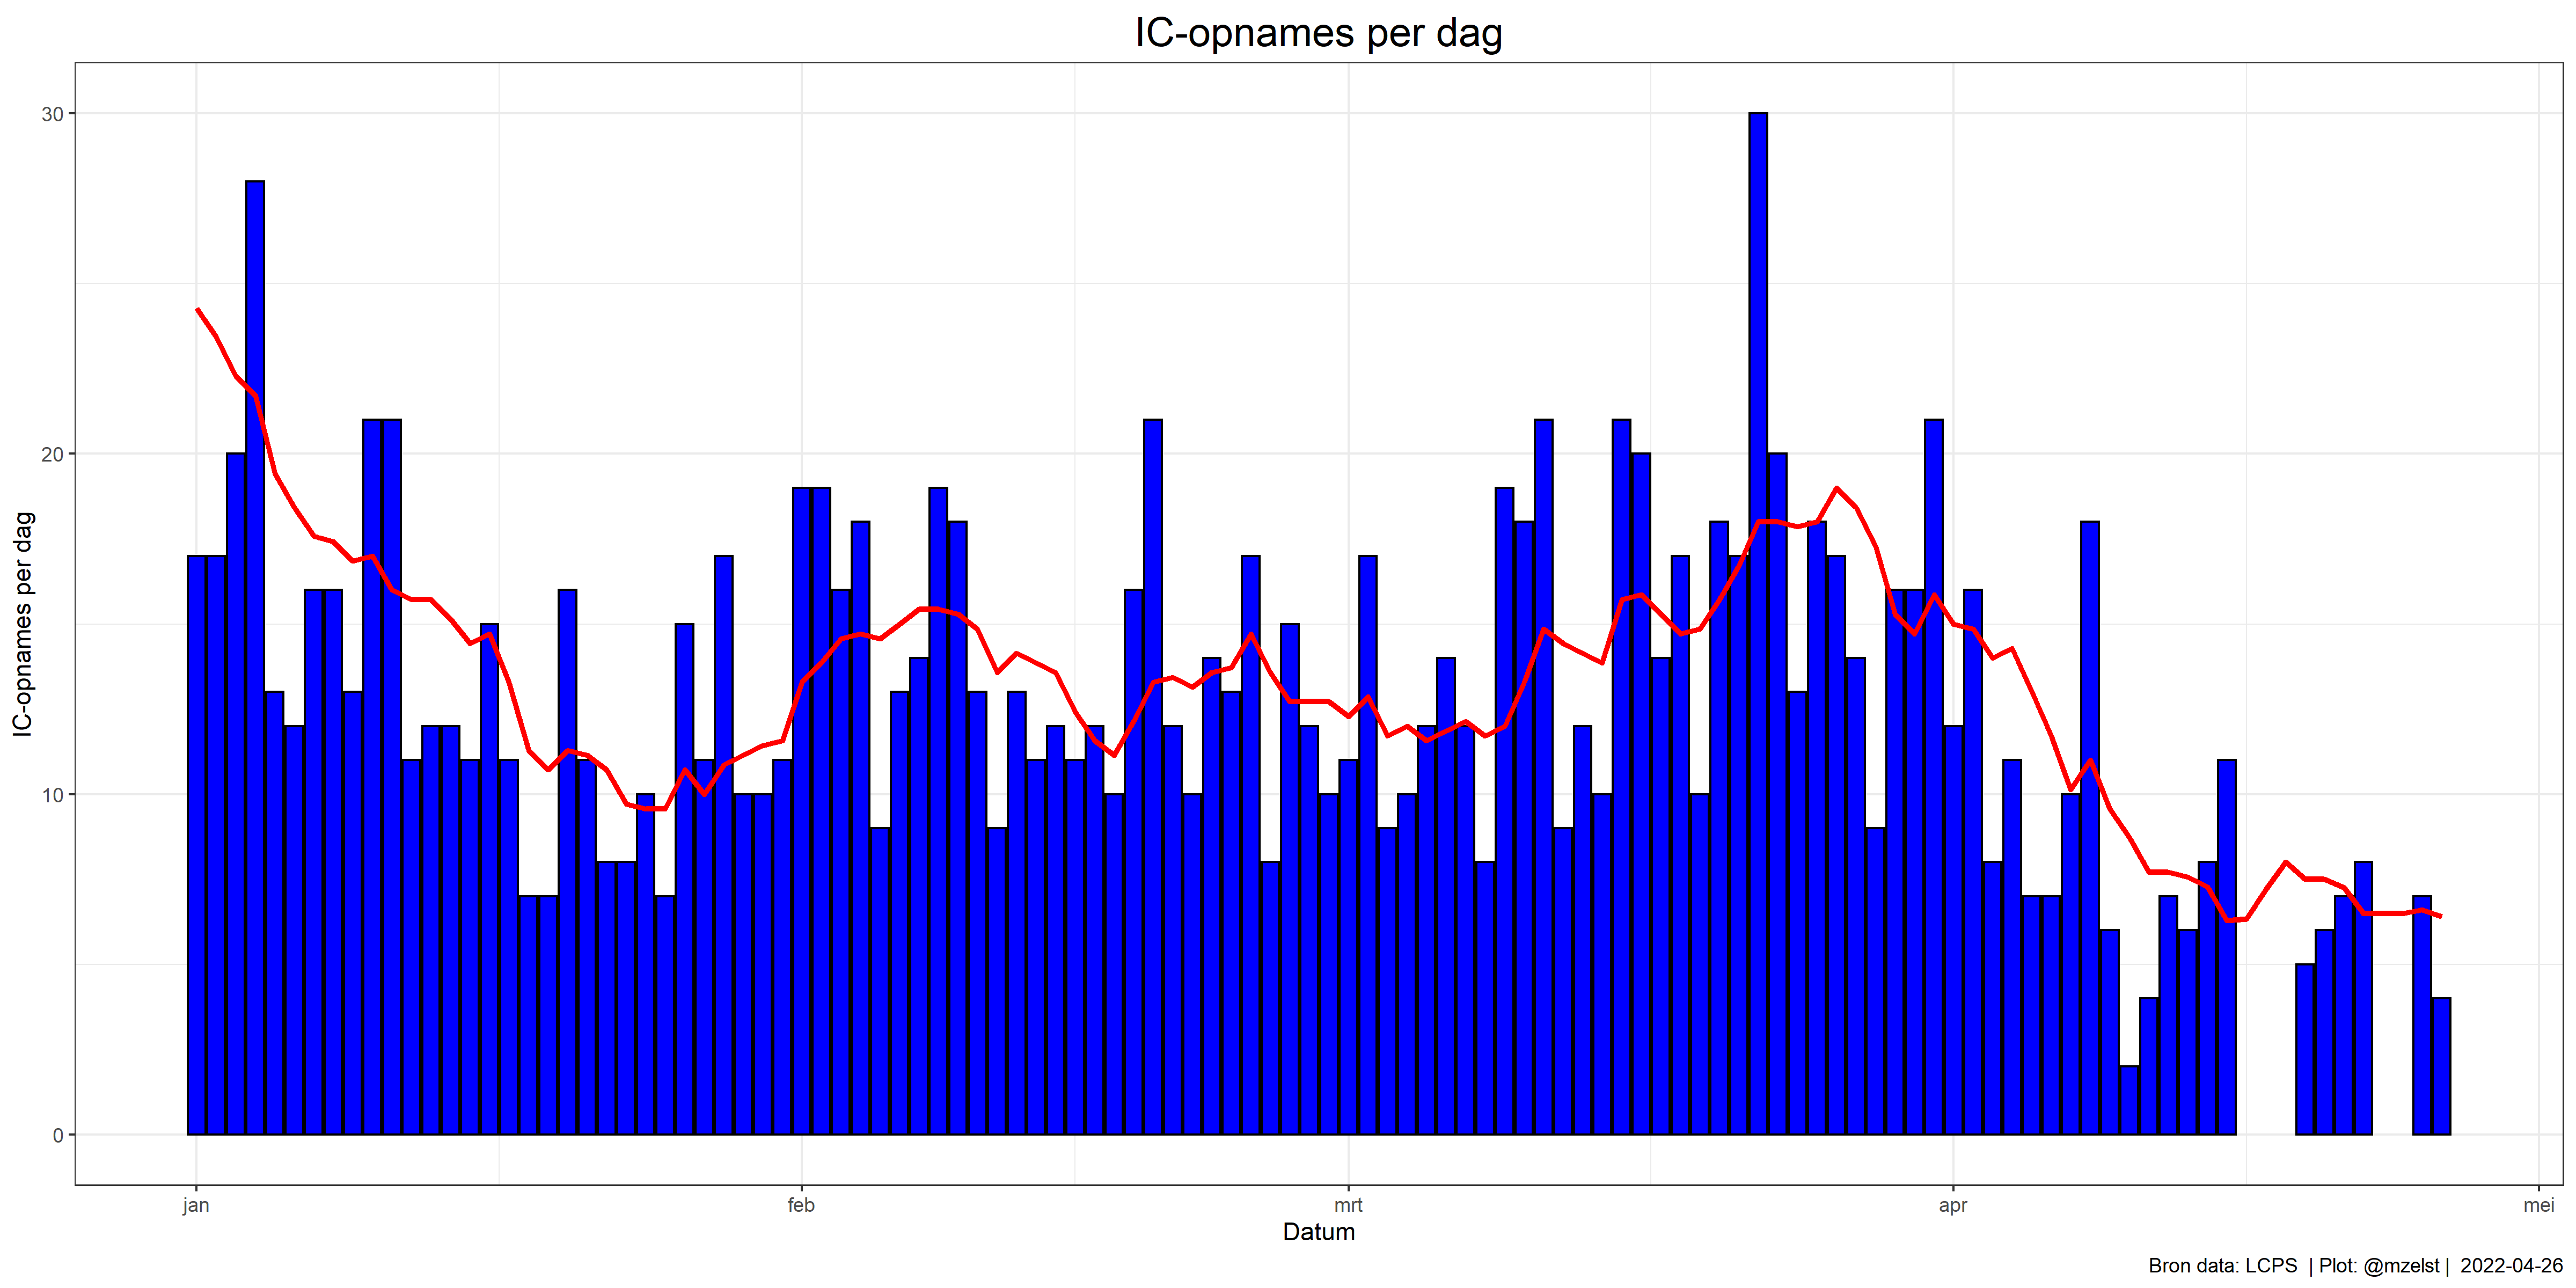 IC-opnames per dag
30
20
10
0
IC-opnames per dag
jan feb mrt apr mei
Datum
Bron data: LCPS | Plot: @mzelst | 2022-04-26